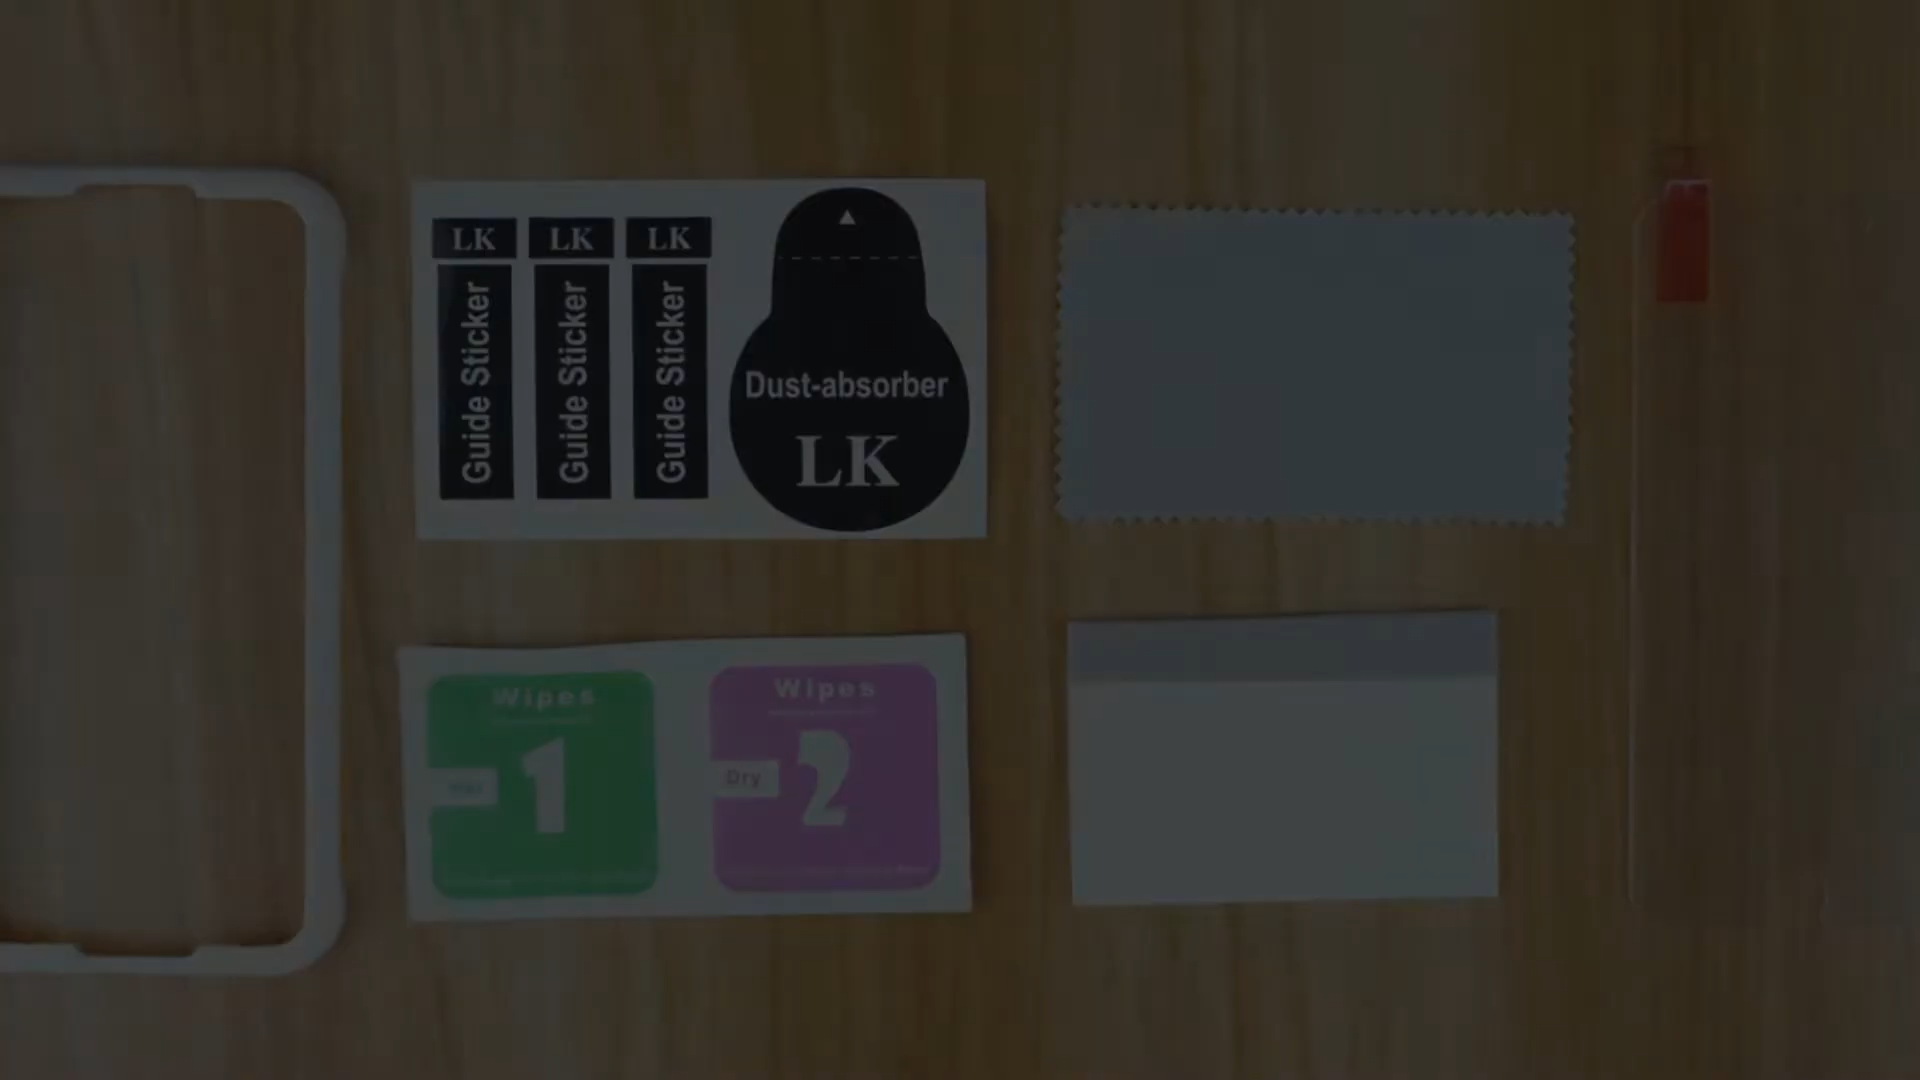 LK LK LK
Guide Sticker
Guide Sticker
Guide Sticker
Dust-absorber
LK
Wipes
1
Wipes
Dry
2